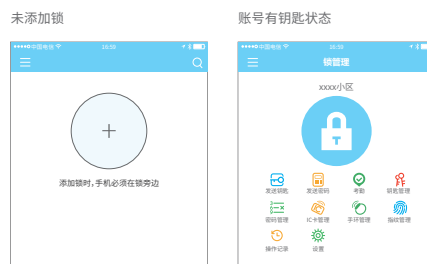 未添加锁
账号有钥匙状态
中国电信
16:59
添加锁时,手机必须在锁旁边
中国电信
16:59
锁管理
xxxx小区
发送钥匙 发送密码 考勤 钥匙管理
密码管理 IC卡管理 手环管理 指纹管理
操作记录 设置